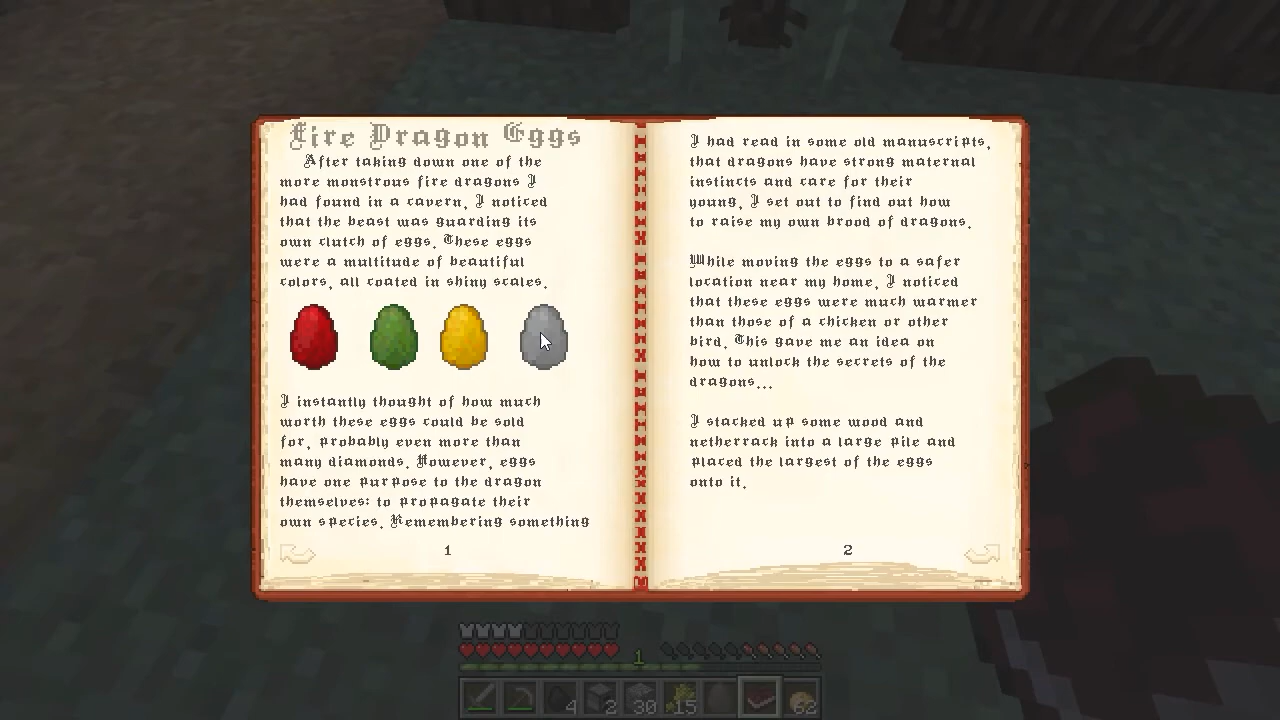 Fire Dragon Eggs
After taking down one of the
more monstrous fire dragons I
had found in a cavern, I noticed
that the beast was guarding its
own clutch of eggs. These eggs
were a multitude of beautiful
colors, all coated in shiny scales.
I instantly thought of how much
worth these eggs could be sold
for, probably even more than
many diamonds. However, eggs
have one purpose to the dragon
themselves: to propagate their
own species. Remembering something
1
I had read in some old manuscripts,
that dragons have strong maternal
instincts and care for their
young, I set out to find out how
to raise my own brood of dragons.
While moving the eggs to a safer
location near my home, I noticed
that these eggs were much warmer
than those of a chicken or other
bird. This gave me an idea on
how to unlock the secrets of the
dragons...
I stacked up some wood and
netherrack into a large pile and
placed the largest of the eggs
onto it.
2
1
4 2 30 15 62